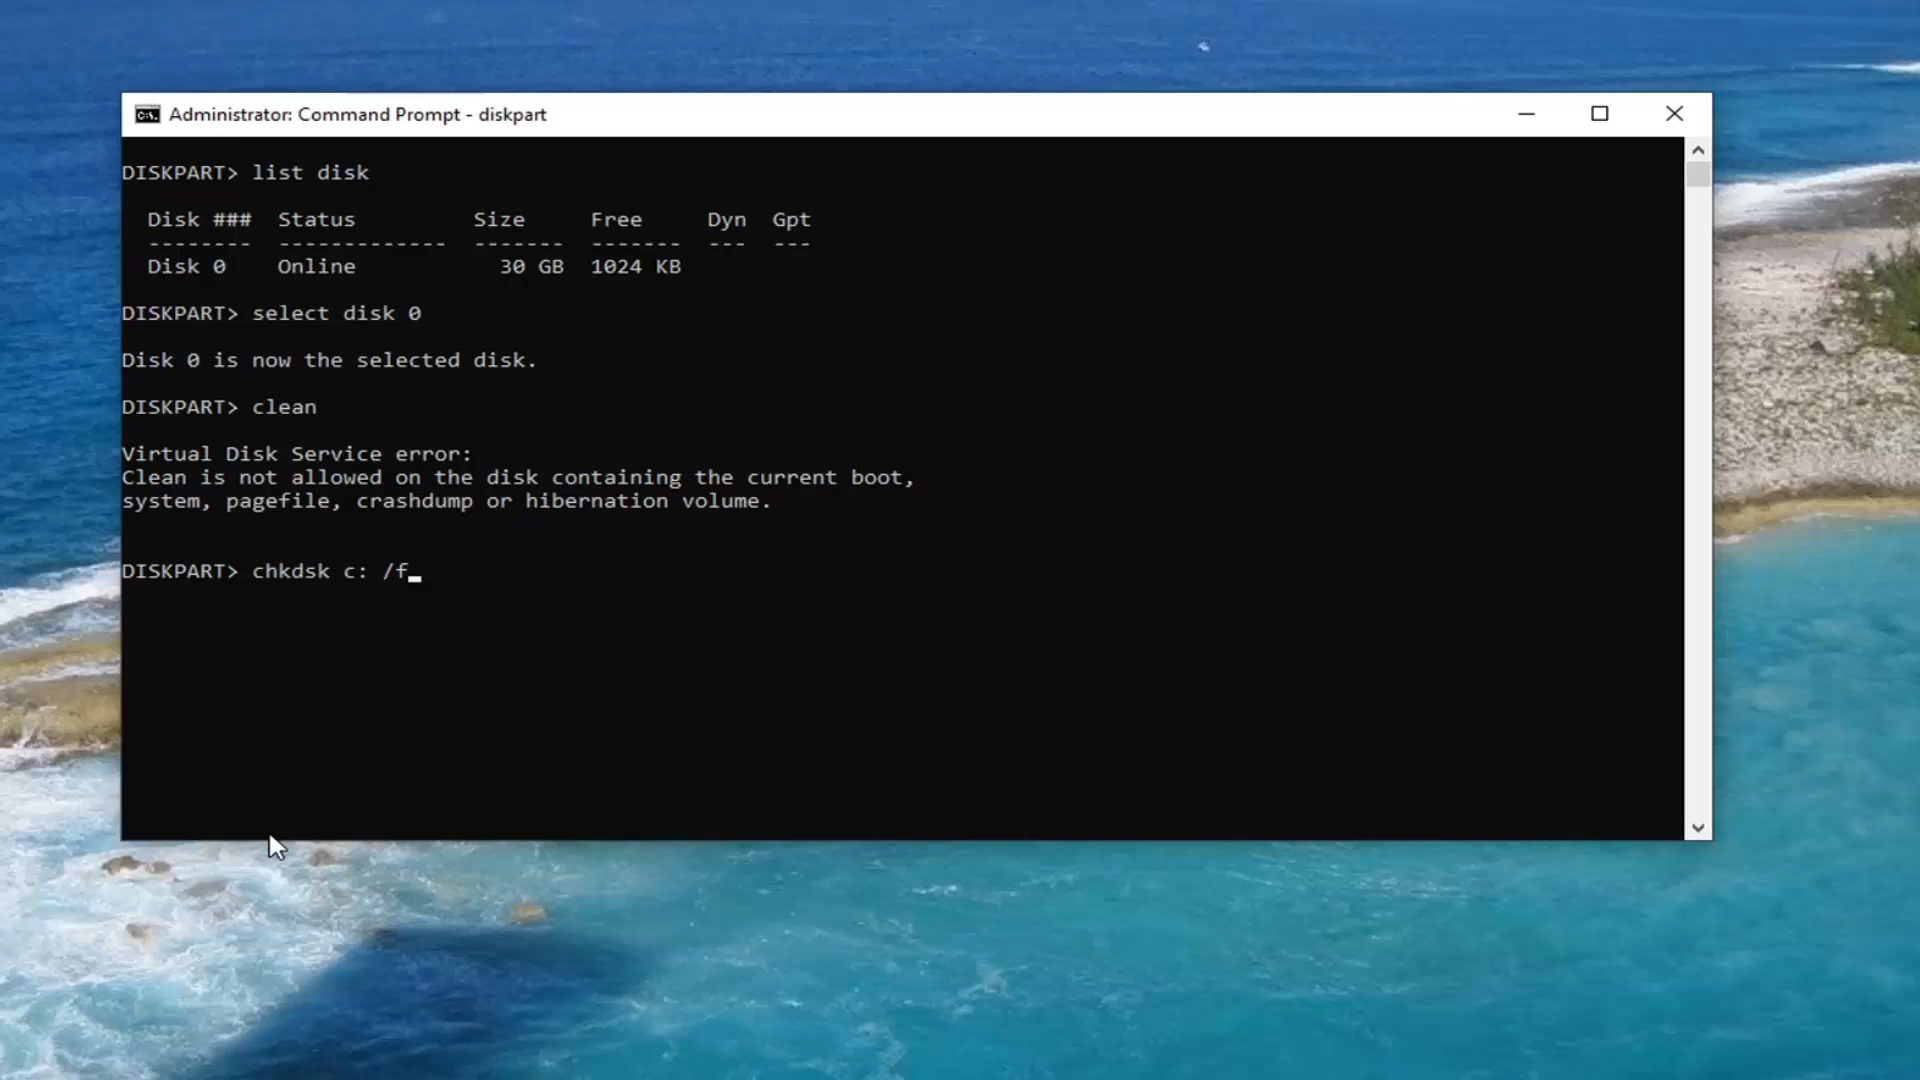 Administrator: Command Prompt - diskpart
DISKPART> list disk
Disk ###  Status         Size     Free     Dyn  Gpt
--------  -------------  -------  -------  ---  ---
Disk 0    Online           30 GB  1024 KB
DISKPART> select disk 0
Disk 0 is now the selected disk.
DISKPART> clean
Virtual Disk Service error:
Clean is not allowed on the disk containing the current boot,
system, pagefile, crashdump or hibernation volume.
DISKPART> chkdsk c: /f_